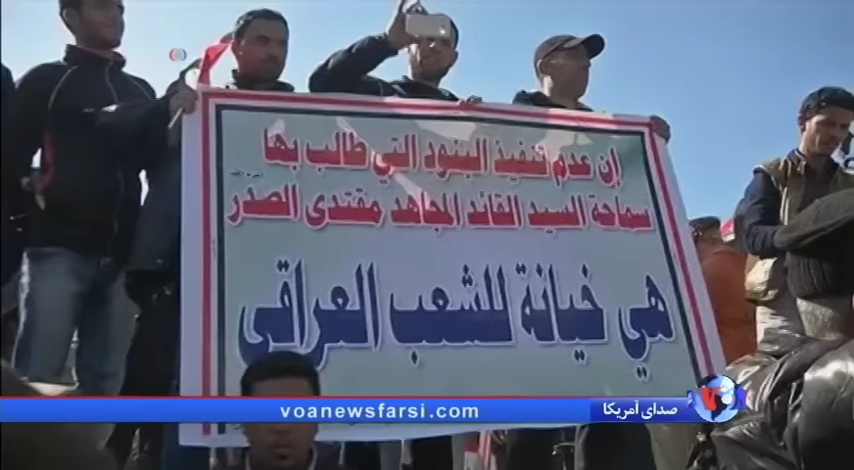 إن عدم تنفيذ البنود التي طالب بها
سماحة السيد القائد المجاهد مقتدى الصدر
هي خيانة للشعب العراقي
voanewsfarsi.com
صدای آمریکا
VOA